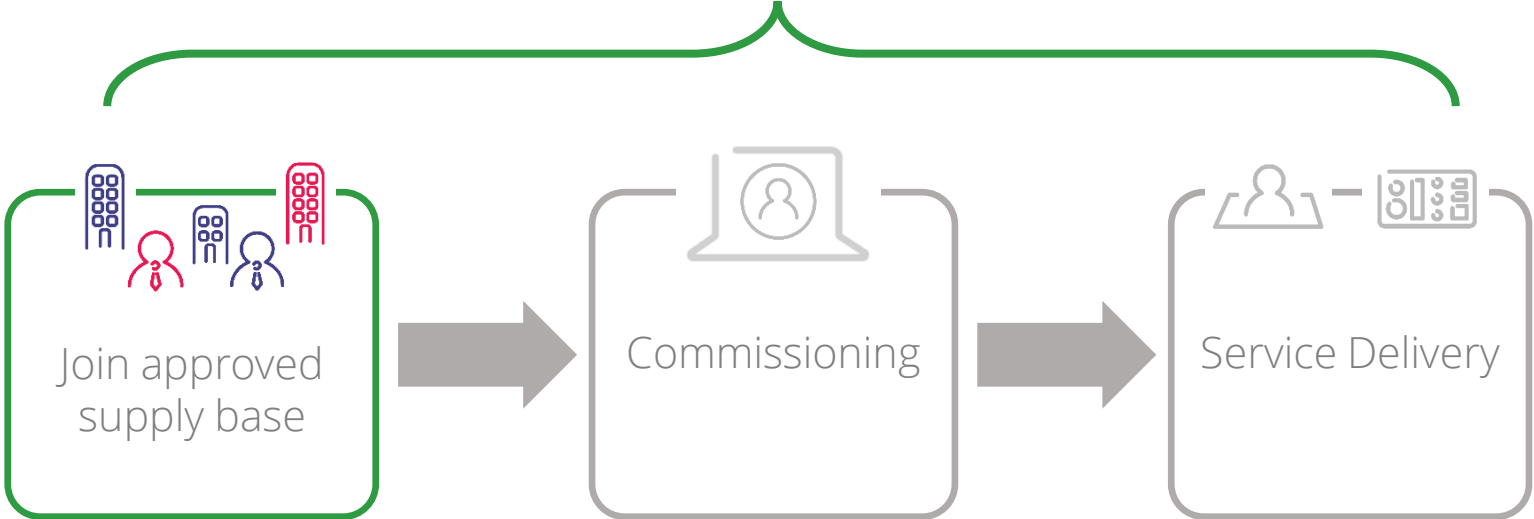 Join approved
supply base
Commissioning
Service Delivery